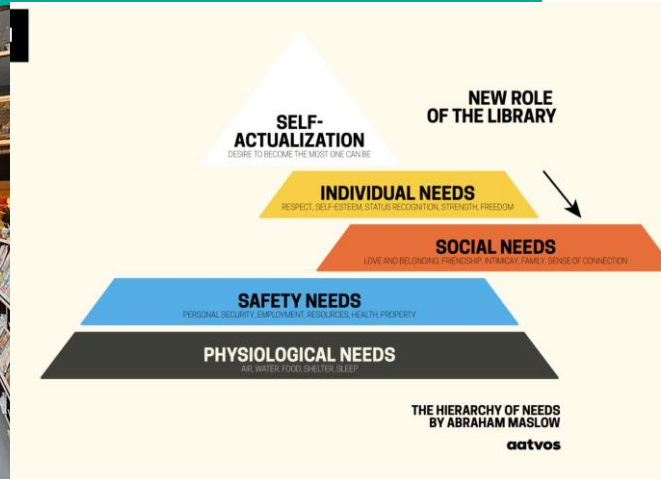 SELF-
ACTUALIZATION
DESIRE TO BECOME THE MOST ONE CAN BE
NEW ROLE
OF THE LIBRARY
INDIVIDUAL NEEDS
RESPECT, SELF-ESTEEM, STATUS RECOGNITION, STRENGTH, FREEDOM
SOCIAL NEEDS
LOVE AND BELONGING, FRIENDSHIP, INTIMICAY, FAMILY, SENSE OF CONNECTION
SAFETY NEEDS
PERSONAL SECURITY, EMPLOYMENT, RESOURCES, HEALTH, PROPERTY
PHYSIOLOGICAL NEEDS
AIR, WATER, FOOD, SHELTER, SLEEP
THE HIERARCHY OF NEEDS
BY ABRAHAM MASLOW
aatvos